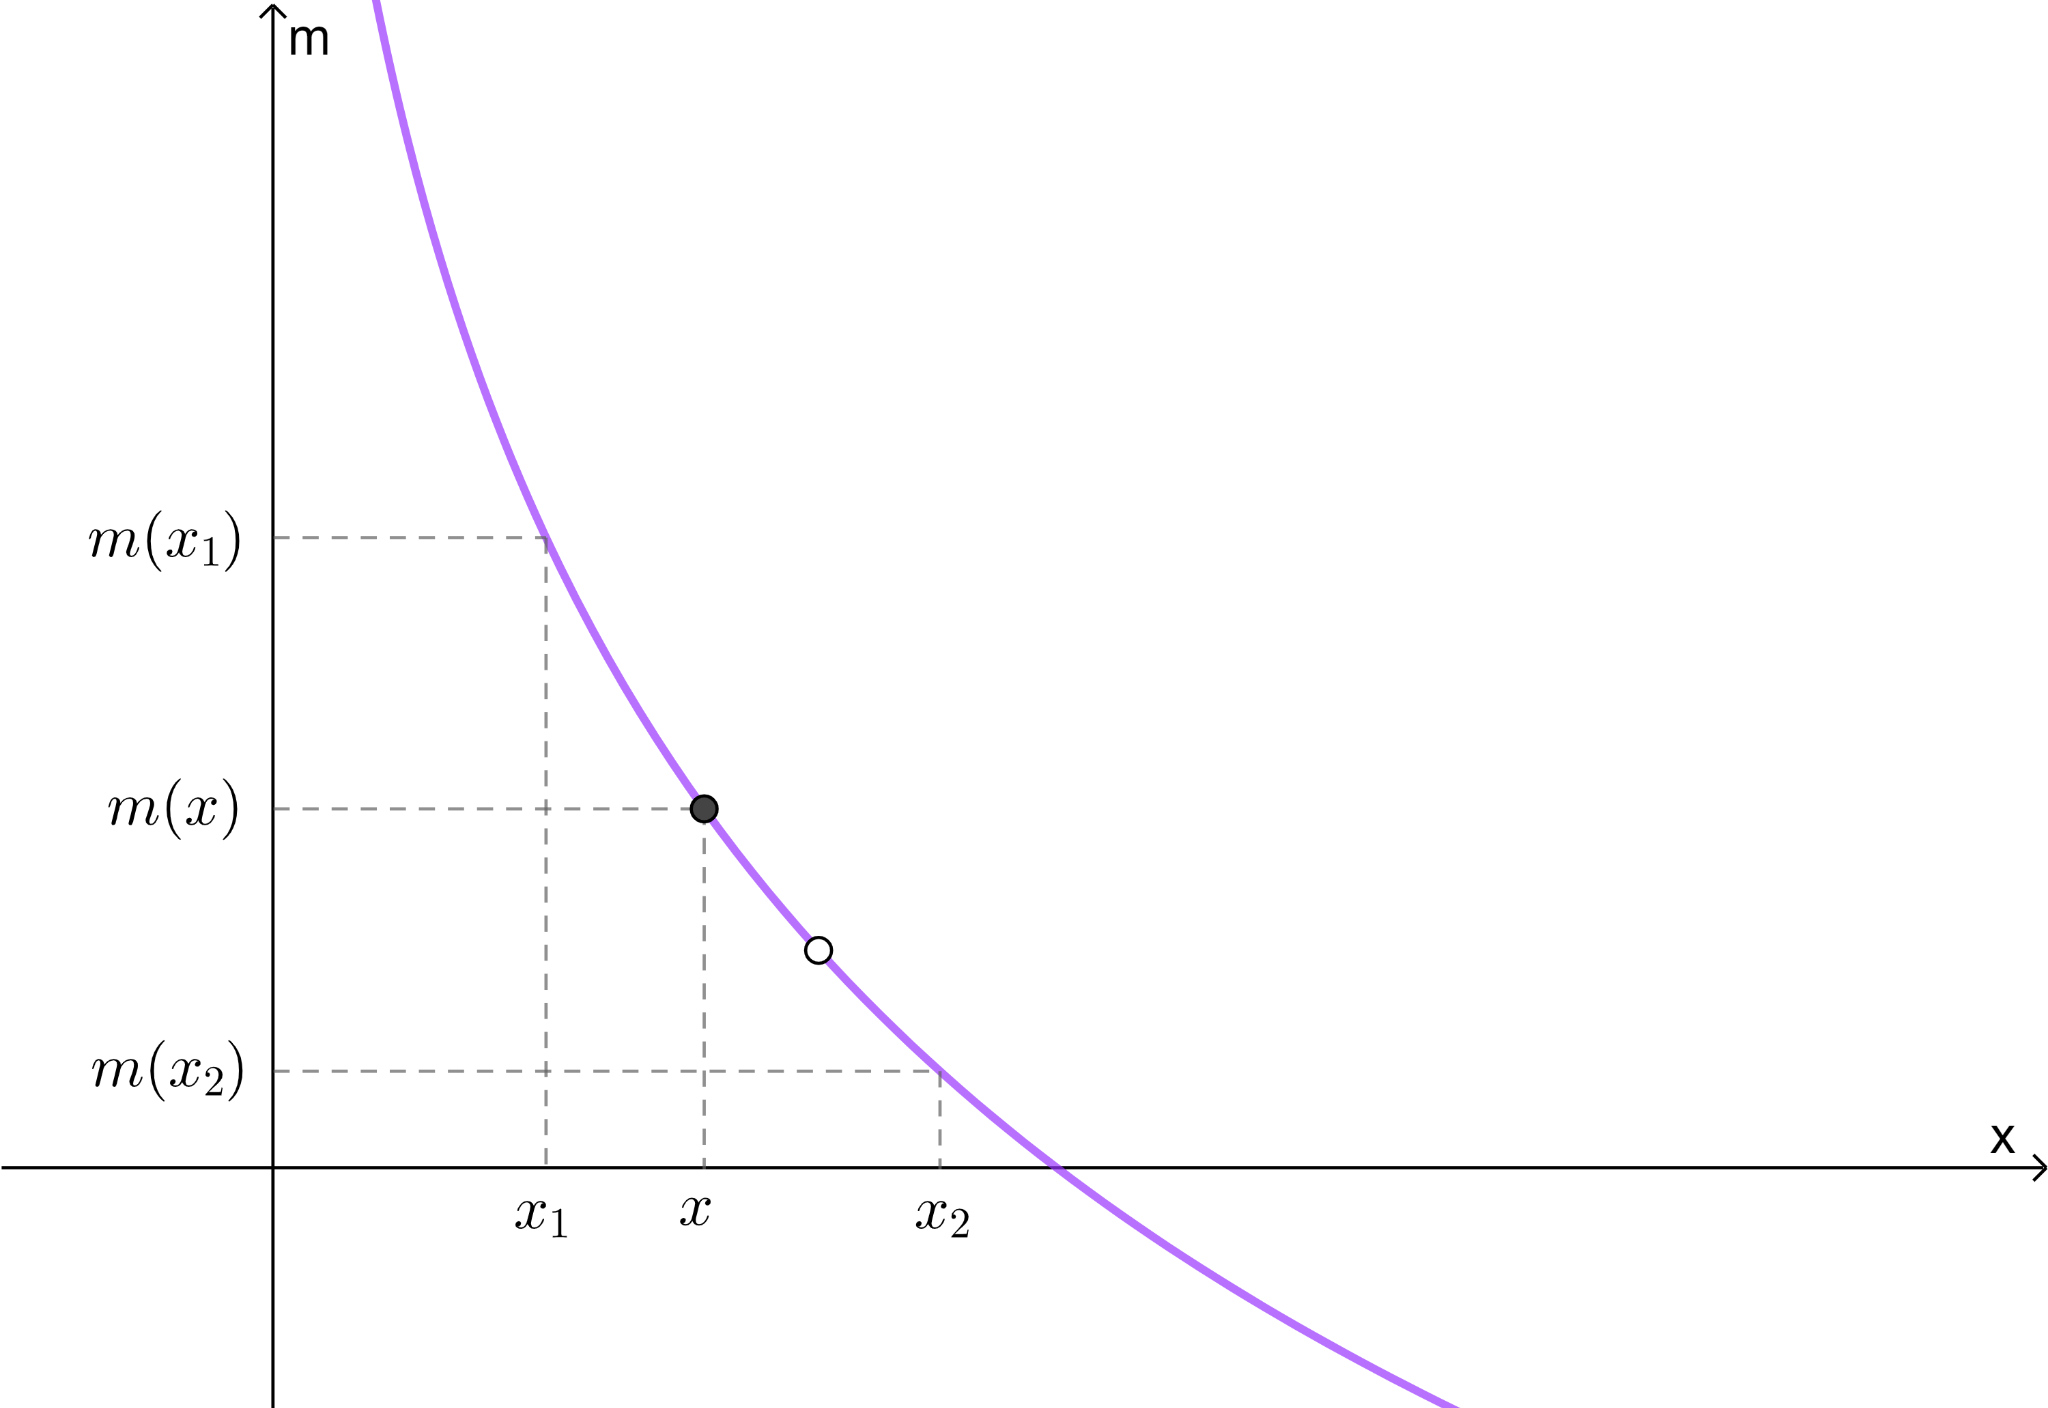 m
m(x₁)
m(x)
m(x₂)
x
x₁ x x₂